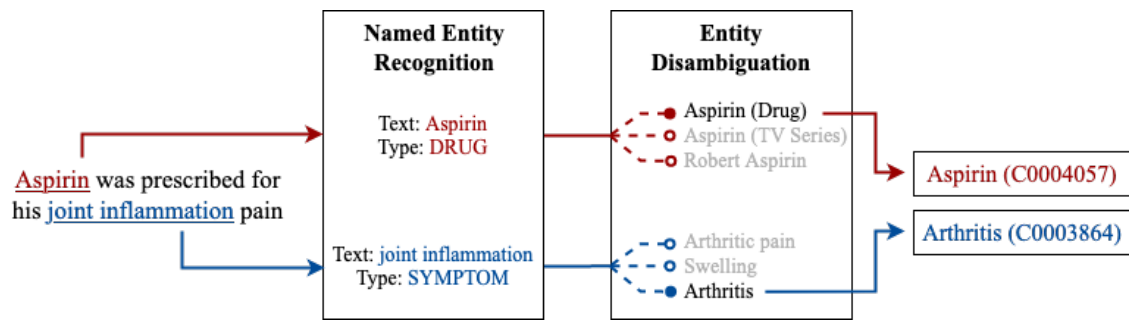 Named Entity
Recognition
Entity
Disambiguation
Text: Aspirin
Type: DRUG
Aspirin (Drug)
Aspirin (TV Series)
Robert Aspirin
Aspirin was prescribed for
his joint inflammation pain
Aspirin (C0004057)
Arthritis (C0003864)
Text: joint inflammation
Type: SYMPTOM
Arthritic pain
Swelling
Arthritis